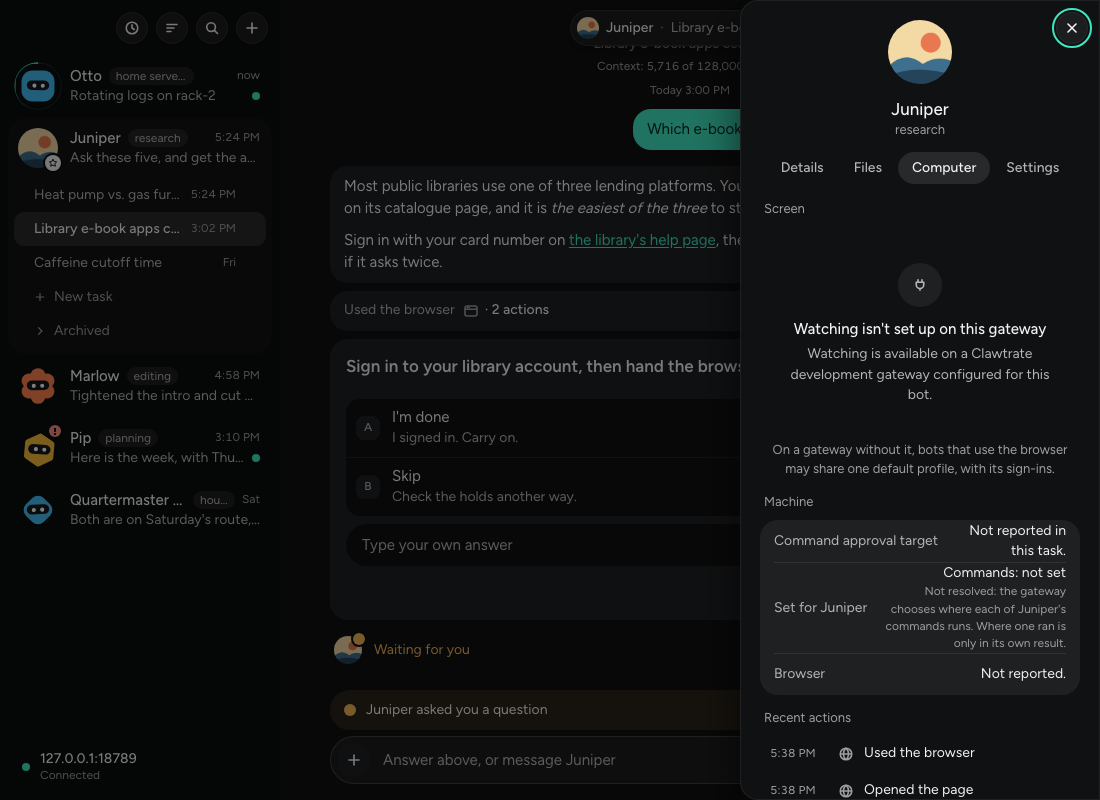 Otto home serve... now
Rotating logs on rack-2
Juniper research 5:24 PM
Ask these five, and get the a...
Heat pump vs. gas fur... 5:24 PM
Library e-book apps c... 3:02 PM
Caffeine cutoff time Fri
New task
Archived
Marlow editing 4:58 PM
Tightened the intro and cut ...
Pip planning 3:10 PM
Here is the week, with Thu...
Quartermaster ... hou... Sat
Both are on Saturday's route,...
127.0.0.1:18789
Connected
Juniper · Library e-b
Library e-book apps
Context: 5,716 of 128,000
Today 3:00 PM
Which e-book
Most public libraries use one of three lending platforms. You
on its catalogue page, and it is the easiest of the three to st
Sign in with your card number on the library's help page, the
if it asks twice.
Used the browser · 2 actions
Sign in to your library account, then hand the brows
A I'm done
I signed in. Carry on.
B Skip
Check the holds another way.
Type your own answer
Waiting for you
Juniper asked you a question
Answer above, or message Juniper
Juniper
research
Details Files Computer Settings
Screen
Watching isn't set up on this gateway
Watching is available on a Clawtrate
development gateway configured for this
bot.
On a gateway without it, bots that use the browser
may share one default profile, with its sign-ins.
Machine
Command approval target Not reported in
this task.
Set for Juniper Commands: not set
Not resolved: the gateway
chooses where each of Juniper's
commands runs. Where one ran is
only in its own result.
Browser Not reported.
Recent actions
5:38 PM Used the browser
5:38 PM Opened the page